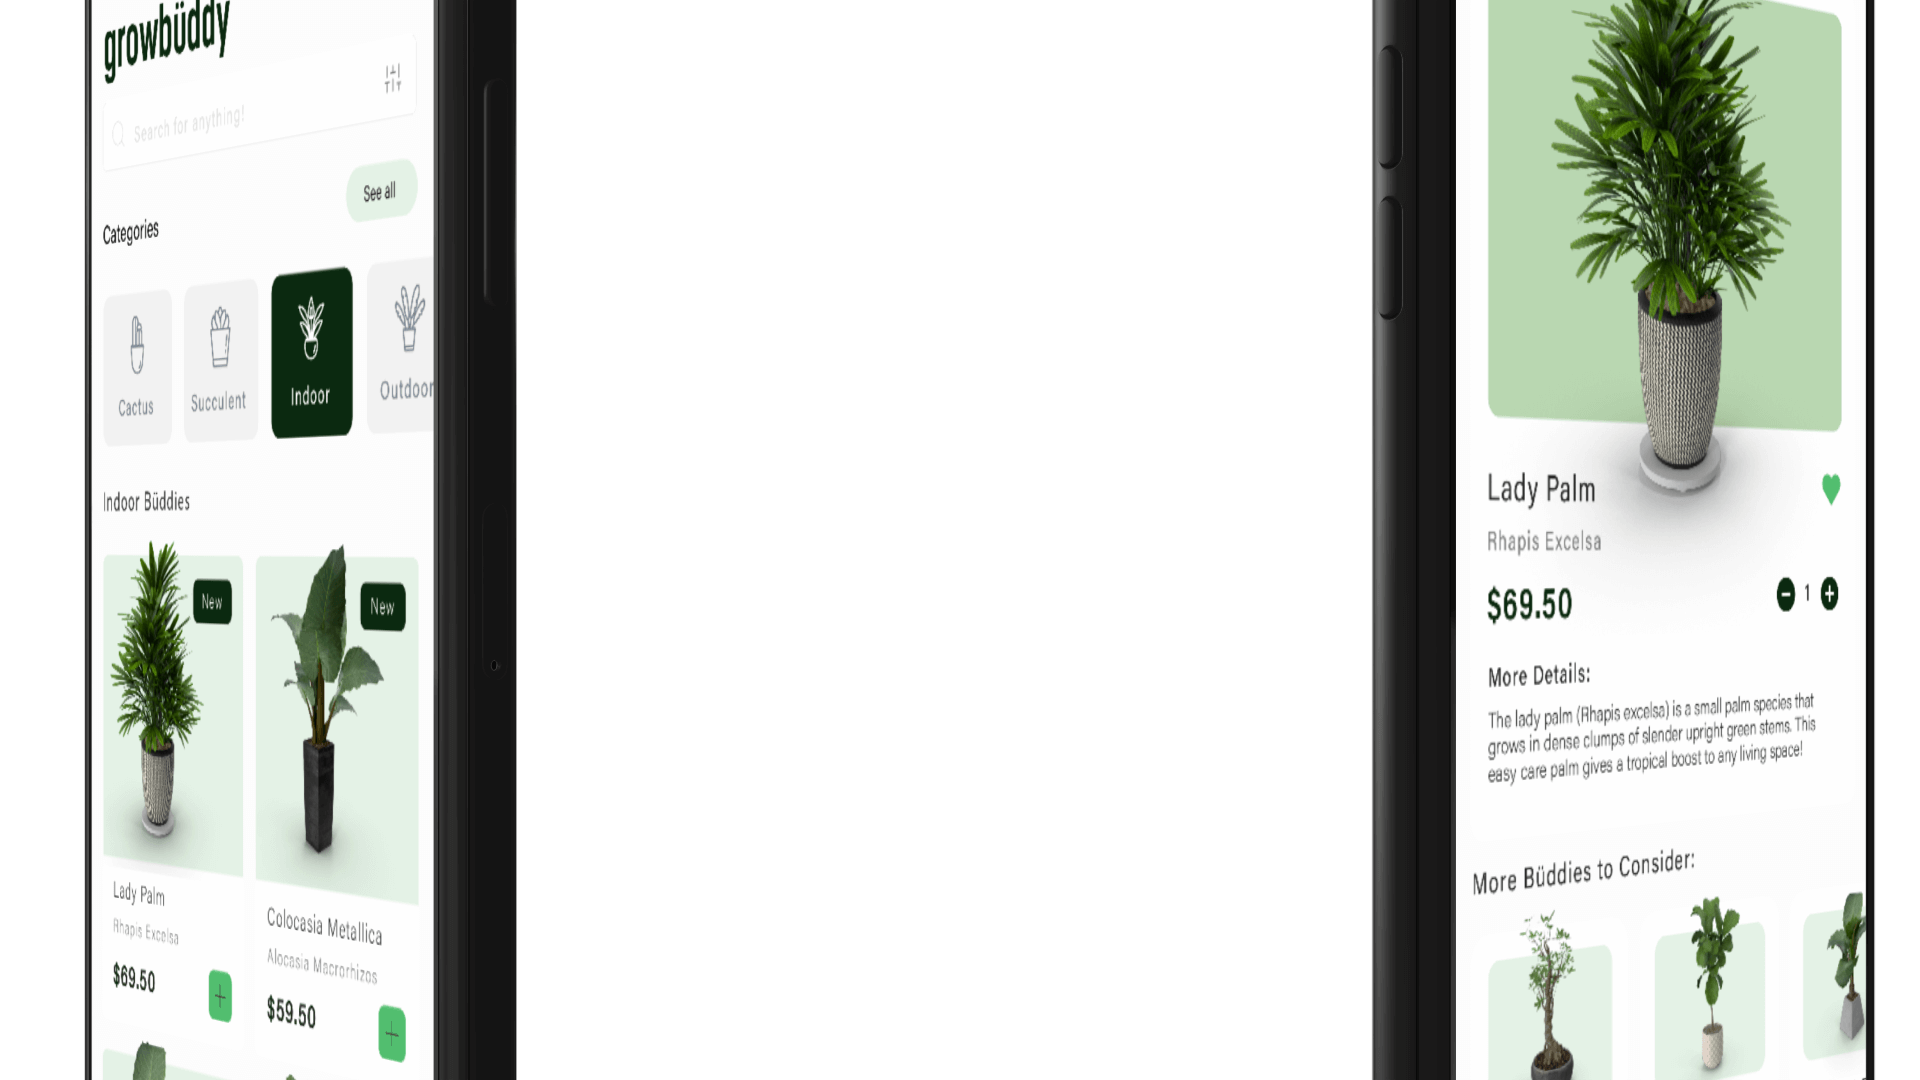 growbüddy
Search for anything!
See all
Categories
Cactus
Succulent
Indoor
Outdoor
Indoor Büddies
New
New
Lady Palm
Rhapis Excelsa
$69.50
Colocasia Metallica
Alocasia Macrorhizos
$59.50
Lady Palm
Rhapis Excelsa
$69.50
1
More Details:
The lady palm (Rhapis excelsa) is a small palm species that
grows in dense clumps of slender upright green stems. This
easy care palm gives a tropical boost to any living space!
More Büddies to Consider: